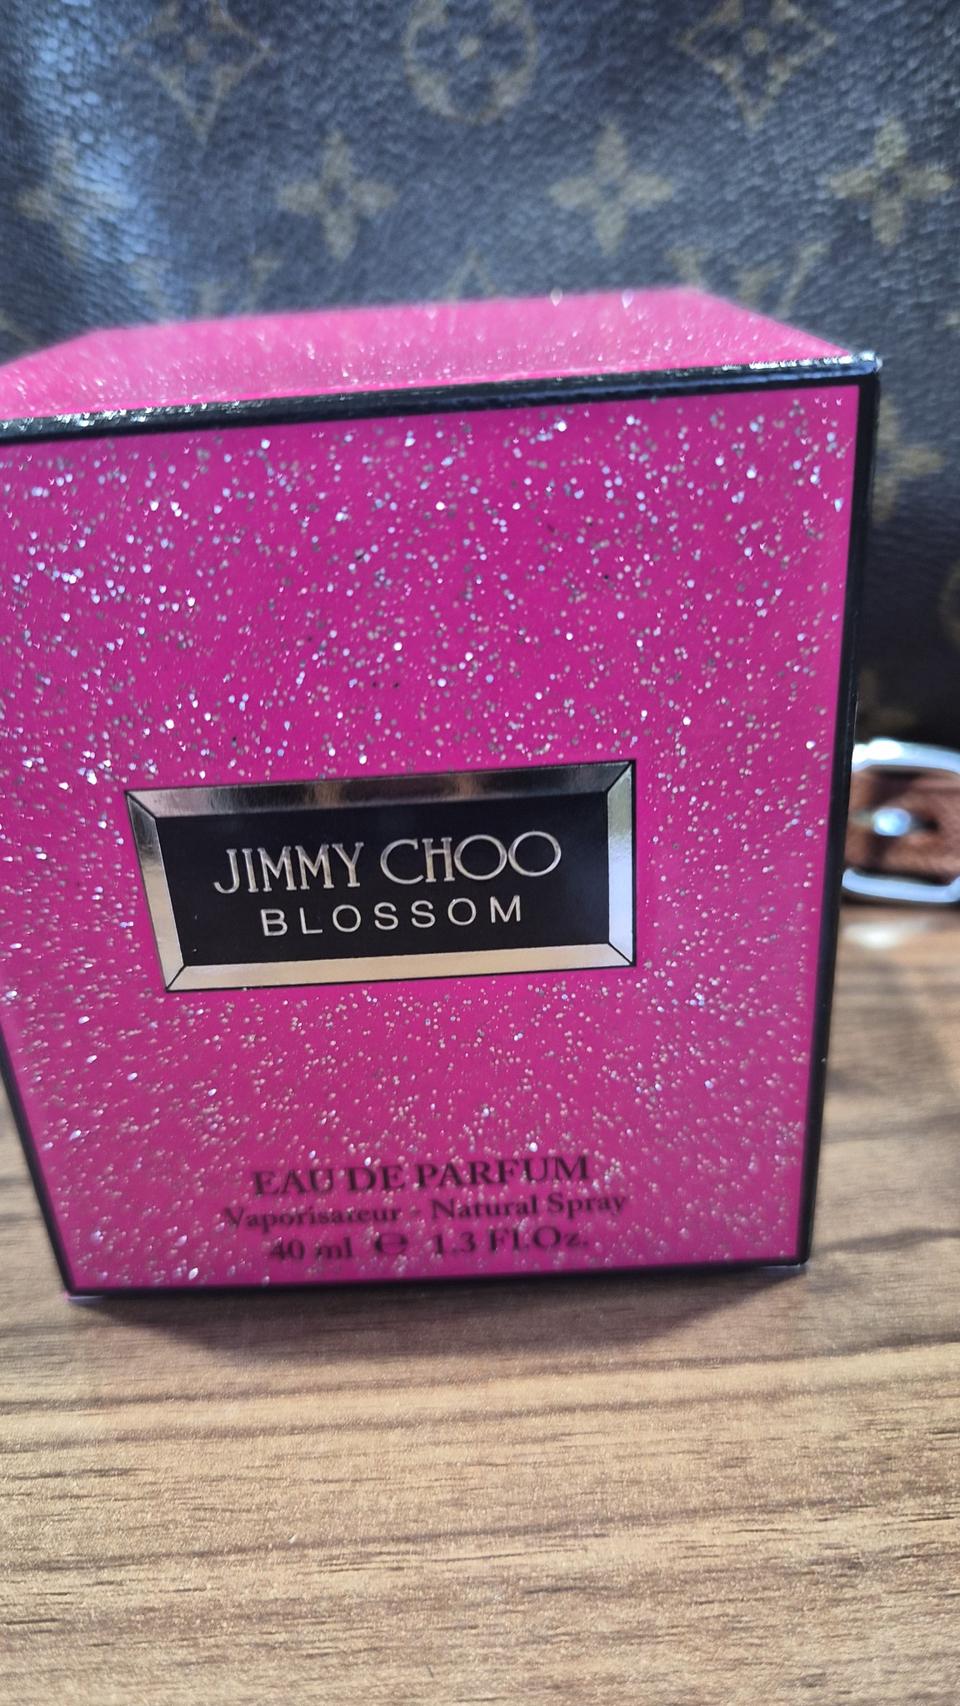 JIMMY CHOO
BLOSSOM
EAU DE PARFUM
Vaporisateur - Natural Spray
40 ml ℮ 1.3 Fl.Oz.